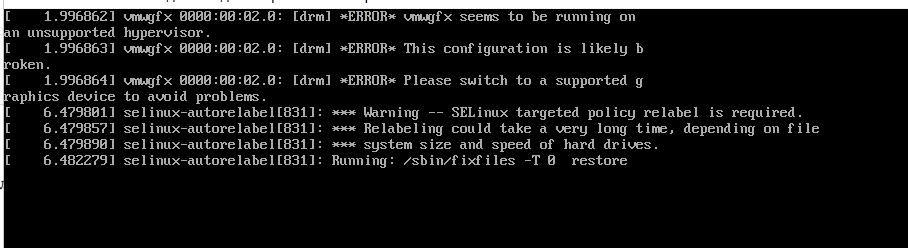 [    1.996862] vmwgfx 0000:00:02.0: [drm] *ERROR* vmwgfx seems to be running on
an unsupported hypervisor.
[    1.996863] vmwgfx 0000:00:02.0: [drm] *ERROR* This configuration is likely b
roken.
[    1.996864] vmwgfx 0000:00:02.0: [drm] *ERROR* Please switch to a supported g
raphics device to avoid problems.
[    6.479801] selinux-autorelabel[831]: *** Warning -- SELinux targeted policy relabel is required.
[    6.479857] selinux-autorelabel[831]: *** Relabeling could take a very long time, depending on file
[    6.479890] selinux-autorelabel[831]: *** system size and speed of hard drives.
[    6.482279] selinux-autorelabel[831]: Running: /sbin/fixfiles -T 0  restore